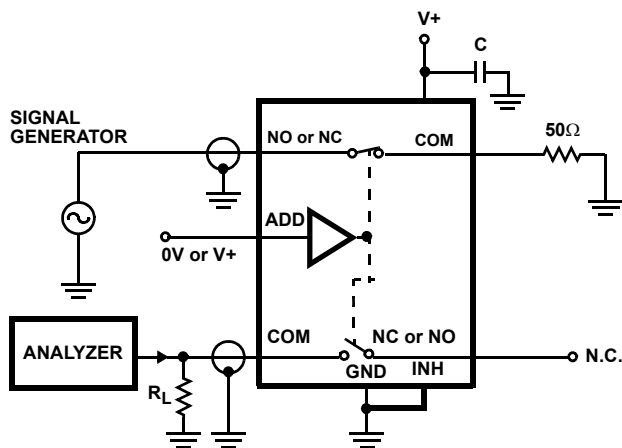 V+
C
SIGNAL
GENERATOR
NO or NC
COM
50Ω
ADD
0V or V+
ANALYZER
COM
NC or NO
N.C.
GND
INH
RL